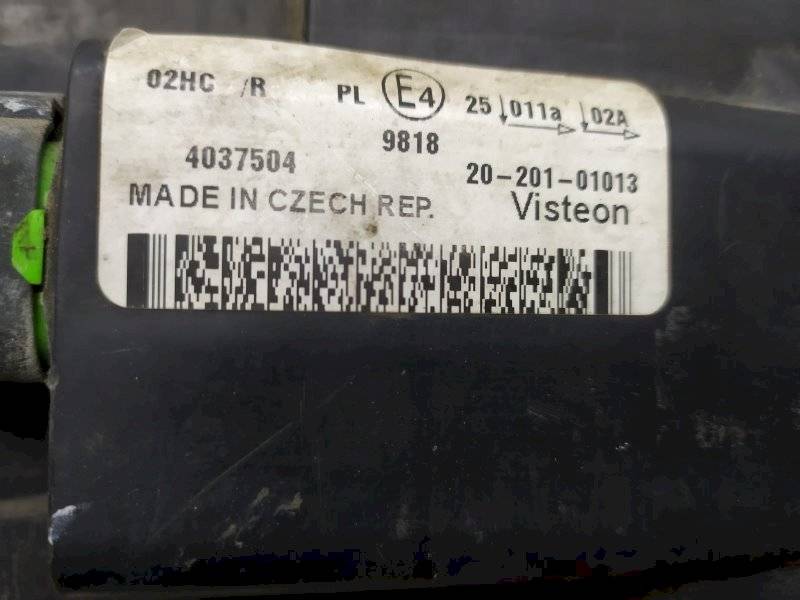 02HC /R PL E4 25 011a 02A
9818
4037504 20-201-01013
MADE IN CZECH REP. Visteon